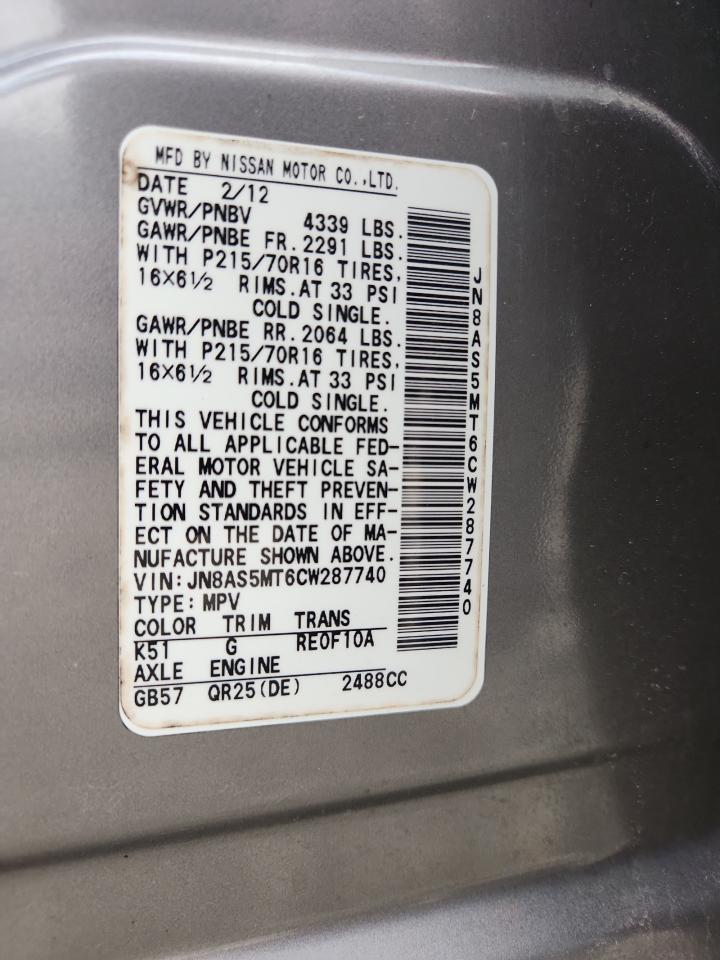 MFD BY NISSAN MOTOR CO.,LTD.
DATE 2/12
GVWR/PNBV 4339 LBS.
GAWR/PNBE FR. 2291 LBS.
WITH P215/70R16 TIRES,
16X6½ RIMS. AT 33 PSI
COLD SINGLE.
GAWR/PNBE RR. 2064 LBS.
WITH P215/70R16 TIRES,
16X6½ RIMS. AT 33 PSI
COLD SINGLE.
THIS VEHICLE CONFORMS
TO ALL APPLICABLE FED-
ERAL MOTOR VEHICLE SA-
FETY AND THEFT PREVEN-
TION STANDARDS IN EFF-
ECT ON THE DATE OF MA-
NUFACTURE SHOWN ABOVE.
VIN: JN8AS5MT6CW287740
TYPE: MPV
COLOR TRIM TRANS
K51 G RE0F10A
AXLE ENGINE
GB57 QR25(DE) 2488CC
JN8AS5MT6CW287740